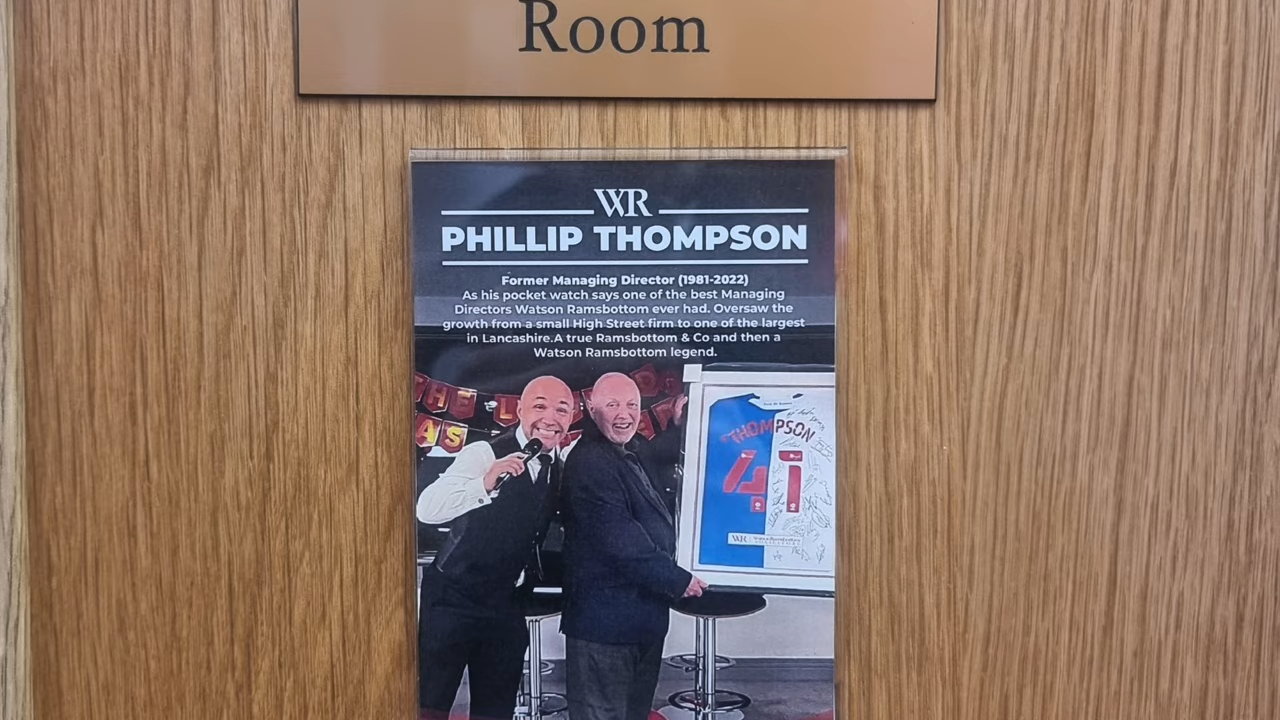 Room
WR
PHILLIP THOMPSON
Former Managing Director (1981-2022)
As his pocket watch says one of the best Managing
Directors Watson Ramsbottom ever had. Oversaw the
growth from a small High Street firm to one of the largest
in Lancashire.A true Ramsbottom & Co and then a
Watson Ramsbottom legend.
THE
AS
THOMPSON
41
WR